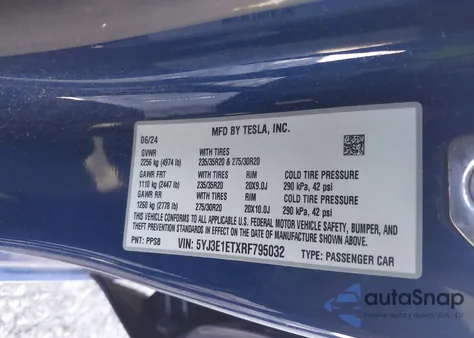 MFD BY TESLA, INC.
06/24
GVWR WITH TIRES
2256 kg (4974 lb) 235/35R20 & 275/30R20
GAWR FRT WITH TIRES RIM COLD TIRE PRESSURE
1110 kg (2447 lb) 235/35R20 20X9.0J 290 kPa, 42 psi
GAWR RR WITH TIRES RIM COLD TIRE PRESSURE
1260 kg (2778 lb) 275/30R20 20X10.0J 290 kPa, 42 psi
THIS VEHICLE CONFORMS TO ALL APPLICABLE
U.S. FEDERAL MOTOR VEHICLE SAFETY, BUMPER, AND
THEFT PREVENTION STANDARDS IN EFFECT ON THE
DATE OF MANUFACTURE SHOWN ABOVE.
PNT: PPSB VIN: 5YJ3E1ETXRF795032 TYPE: PASSENGER CAR
autoSnap